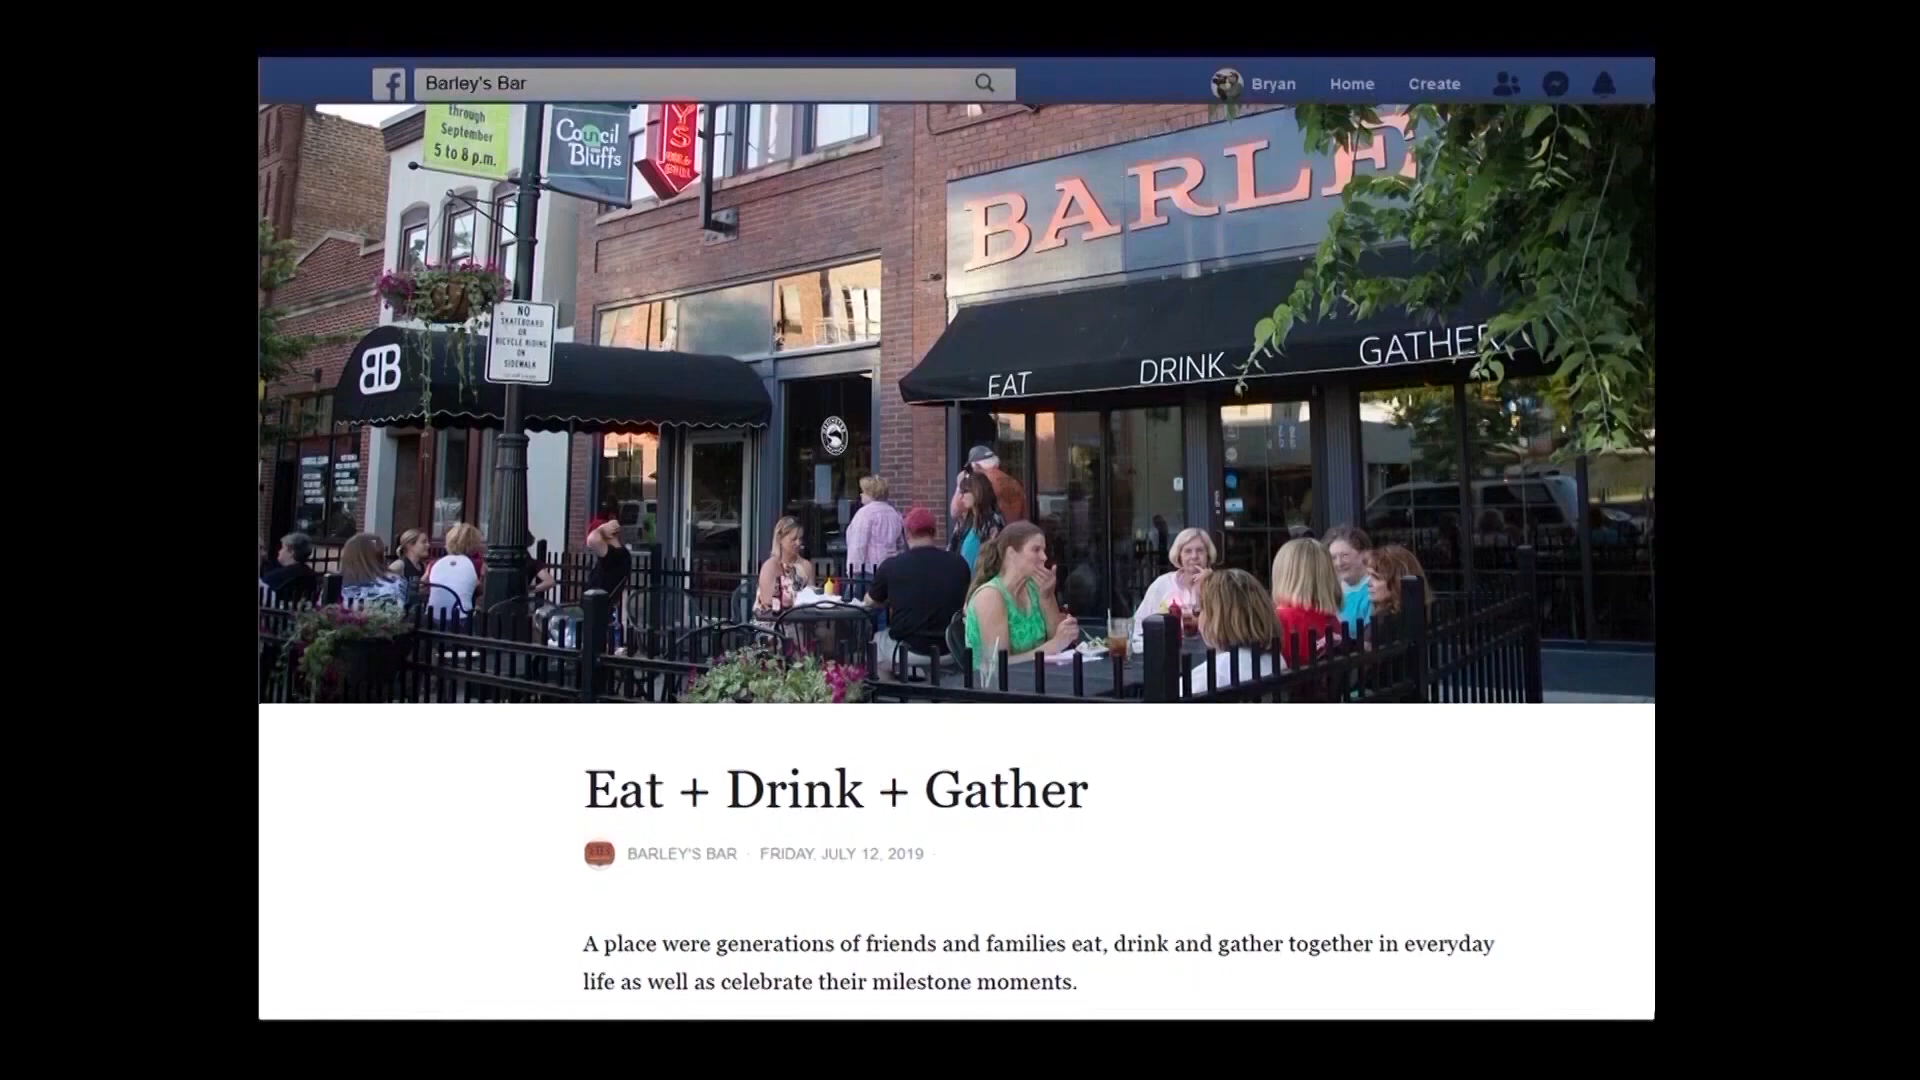 Barley's Bar
Bryan
Home
Create
through
September
5 to 8 p.m.
Council
Bluffs
YS
BARLE
NO
SKATEBOARD
OR
BICYCLE RIDING
ON
SIDEWALK
BB
EAT
DRINK
GATHER
Eat + Drink + Gather
BARLEY'S BAR · FRIDAY, JULY 12, 2019 ·
A place were generations of friends and families eat, drink and gather together in everyday
life as well as celebrate their milestone moments.